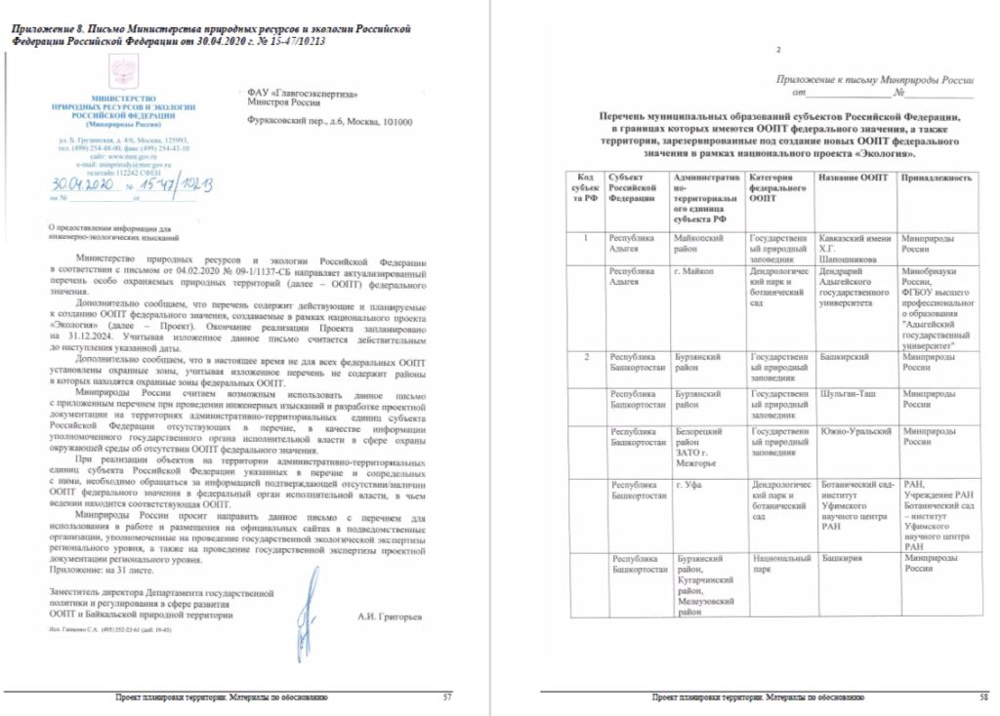 Приложение 8. Письмо Министерства природных ресурсов и экологии Российской
Федерации Российской Федерации от 30.04.2020 г. № 15-47/10213
МИНИСТЕРСТВО
ПРИРОДНЫХ РЕСУРСОВ И ЭКОЛОГИИ
РОССИЙСКОЙ ФЕДЕРАЦИИ
(Минприроды России)
ул. Б. Грузинская, д. 4/6, Москва, 125993,
тел. (499) 254-48-00, факс (499) 254-43-10
сайт: www.mnr.gov.ru
e-mail: minprirody@mnr.gov.ru
телетайп 112242 СФЕН
30.04.2020 № 15-47/10213
на № от
ФАУ «Главгосэкспертиза»
Минстроя России
Фуркасовский пер., д.6, Москва, 101000
О предоставлении информации для
инженерно-экологических изысканий
Министерство природных ресурсов и экологии Российской Федерации
в соответствии с письмом от 04.02.2020 № 09-1/1137-СБ направляет актуализированный
перечень особо охраняемых природных территорий (далее – ООПТ) федерального
значения.
Дополнительно сообщаем, что перечень содержит действующие и планируемые
к созданию ООПТ федерального значения, создаваемые в рамках национального проекта
«Экология» (далее – Проект). Окончание реализации Проекта запланировано
на 31.12.2024. Учитывая изложенное данное письмо считается действительным
до наступления указанной даты.
Дополнительно сообщаем, что в настоящее время не для всех федеральных ООПТ
установлены охранные зоны, учитывая изложенное перечень не содержит районы
в которых находятся охранные зоны федеральных ООПТ.
Минприроды России считаем возможным использовать данное письмо
с приложенным перечнем при проведении инженерных изысканий и разработке проектной
документации на территориях административно-территориальных единиц субъекта
Российской Федерации отсутствующих в перечне, в качестве информации
уполномоченного государственного органа исполнительной власти в сфере охраны
окружающей среды об отсутствии ООПТ федерального значения.
При реализации объектов на территории административно-территориальных
единиц субъекта Российской Федерации указанных в перечне и сопредельных
с ними, необходимо обращаться за информацией подтверждающей отсутствие/наличии
ООПТ федерального значения в федеральный орган исполнительной власти, в чьем
ведении находится соответствующая ООПТ.
Минприроды России просит направить данное письмо с перечнем для
использования в работе и размещения на официальных сайтах в подведомственные
организации, уполномоченные на проведение государственной экологической экспертизы
регионального уровня, а также на проведение государственной экспертизы проектной
документации регионального уровня.
Приложение: на 31 листе.
Заместитель директора Департамента государственной
политики и регулирования в сфере развития
ООПТ и Байкальской природной территории
А.И. Григорьев
Исп. Гапиенко С.А. (495) 252-23-61 (доб. 19-45)
Проект планировки территории. Материалы по обоснованию 57
2
Приложение к письму Минприроды России
от №
Перечень муниципальных образований субъектов Российской Федерации,
в границах которых имеются ООПТ федерального значения, а также
территории, зарезервированные под создание новых ООПТ федерального
значения в рамках национального проекта «Экология».
Код субъек та РФ Субъект Российской Федерации Административ но-территориальн ого единица субъекта РФ Категория федерального ООПТ Название ООПТ Принадлежность
1 Республика Адыгея Майкопский район Государственн ый природный заповедник Кавказский имени Х.Г. Шапошникова Минприроды России
Республика Адыгея г. Майкоп Дендрологичес кий парк и ботанический сад Дендрарий Адыгейского государственного университета Минобрнауки России, ФГБОУ высшего профессиональног о образования "Адыгейский государственный университет"
2 Республика Башкортостан Бурзянский район Государственн ый природный заповедник Башкирский Минприроды России
Республика Башкортостан Бурзянский район Государственн ый природный заповедник Шульган-Таш Минприроды России
Республика Башкортостан Белорецкий район ЗАТО г. Межгорье Государственн ый природный заповедник Южно-Уральский Минприроды России
Республика Башкортостан г. Уфа Дендрологичес кий парк и ботанический сад Ботанический сад-институт Уфимского научного центра РАН РАН, Учреждение РАН Ботанический сад – институт Уфимского научного центра РАН
Республика Башкортостан Бурзянский район, Кугарчинский район, Мелеузовский район Национальный парк Башкирия Минприроды России
Проект планировки территории. Материалы по обоснованию 58